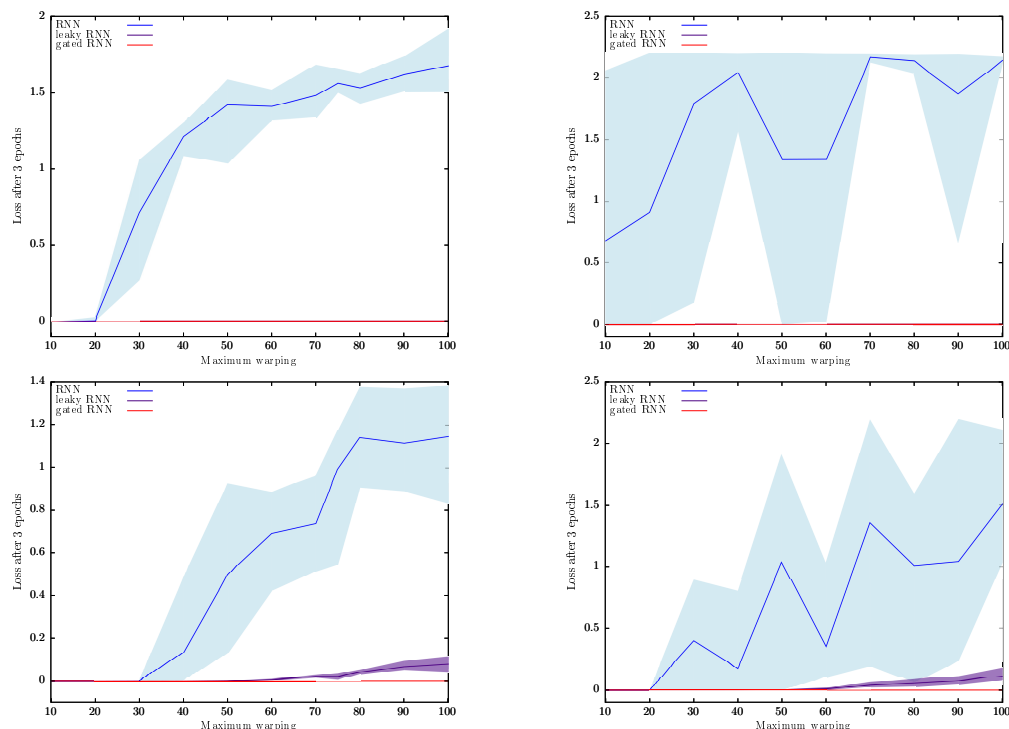 2
1.5
1
0.5
0
RNN
leaky RNN
gated RNN
Loss after 3 epochs
10 20 30 40 50 60 70 80 90 100
Maximum warping
2.5
2
1.5
1
0.5
0
RNN
leaky RNN
gated RNN
Loss after 3 epochs
10 20 30 40 50 60 70 80 90 100
Maximum warping
1.4
1.2
1
0.8
0.6
0.4
0.2
0
RNN
leaky RNN
gated RNN
Loss after 3 epochs
10 20 30 40 50 60 70 80 90 100
Maximum warping
2.5
2
1.5
1
0.5
0
RNN
leaky RNN
gated RNN
Loss after 3 epochs
10 20 30 40 50 60 70 80 90 100
Maximum warping